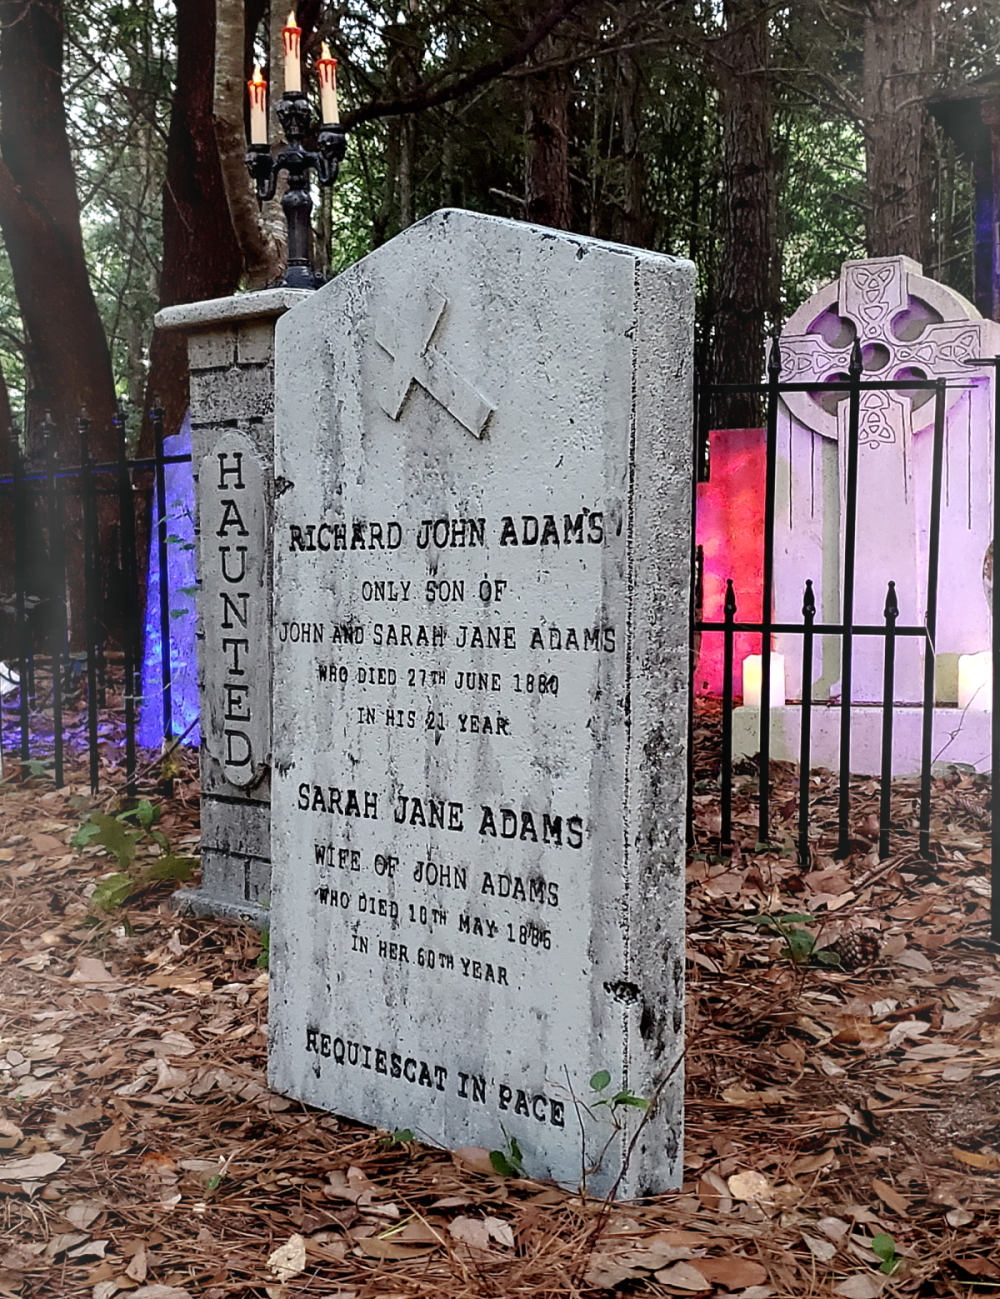 HAUNTED
RICHARD JOHN ADAM'S
ONLY SON OF
JOHN AND SARAH JANE ADAMS
WHO DIED 27TH JUNE 1880
IN HIS 21 YEAR
SARAH JANE ADAMS
WIFE OF JOHN ADAMS
WHO DIED 10TH MAY 1886
IN HER 60TH YEAR
REQUIESCAT IN PACE